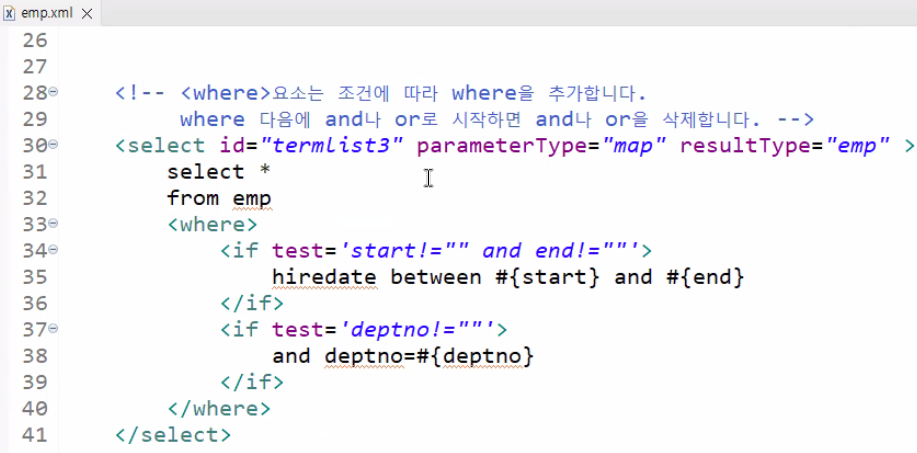 emp.xml
26
27
28 <!-- <where>요소는 조건에 따라 where을 추가합니다.
29 where 다음에 and나 or로 시작하면 and나 or을 삭제합니다. -->
30 <select id="termlist3" parameterType="map" resultType="emp" >
31 select *
32 from emp
33 <where>
34 <if test='start!="" and end!=""'>
35 hiredate between #{start} and #{end}
36 </if>
37 <if test='deptno!=""'>
38 and deptno=#{deptno}
39 </if>
40 </where>
41 </select>